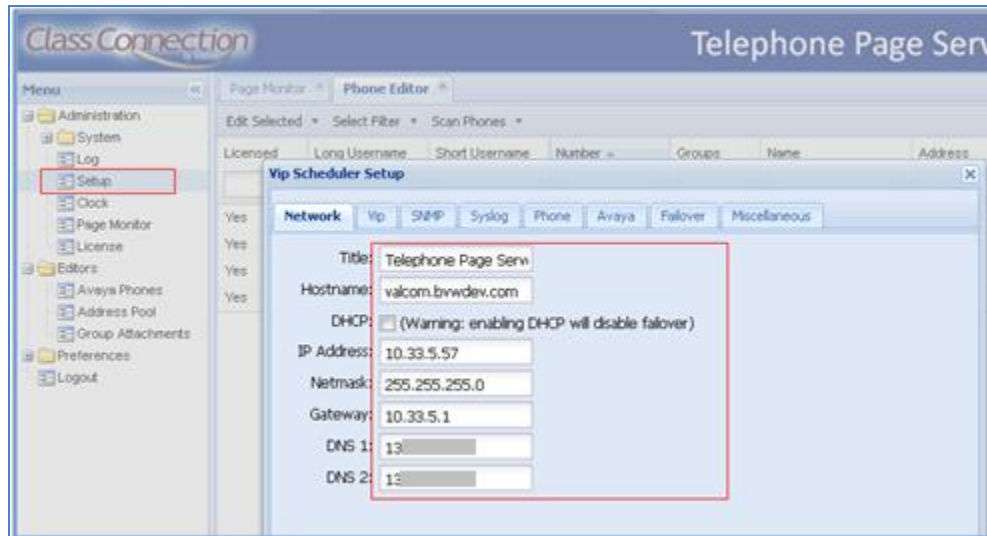 Class Connection
Telephone Page Serv
Menu
Page Monitor
Phone Editor
Administration
Edit Selected
Select Filter
Scan Phones
System
Log
Licensed
Long Username
Short Username
Number
Groups
Name
Address
Setup
Vip Scheduler Setup
Clock
Page Monitor
Yes
Network
Vip
SNMP
Syslog
Phone
Avaya
Failover
Miscellaneous
License
Yes
Title: Telephone Page Serv
Editors
Yes
Avaya Phones
Hostname: valcom.bvwdev.com
Yes
Address Pool
DHCP: (Warning: enabling DHCP will disable failover)
Group Attachments
Preferences
IP Address: 10.33.5.57
Logout
Netmask: 255.255.255.0
Gateway: 10.33.5.1
DNS 1: 13
DNS 2: 13